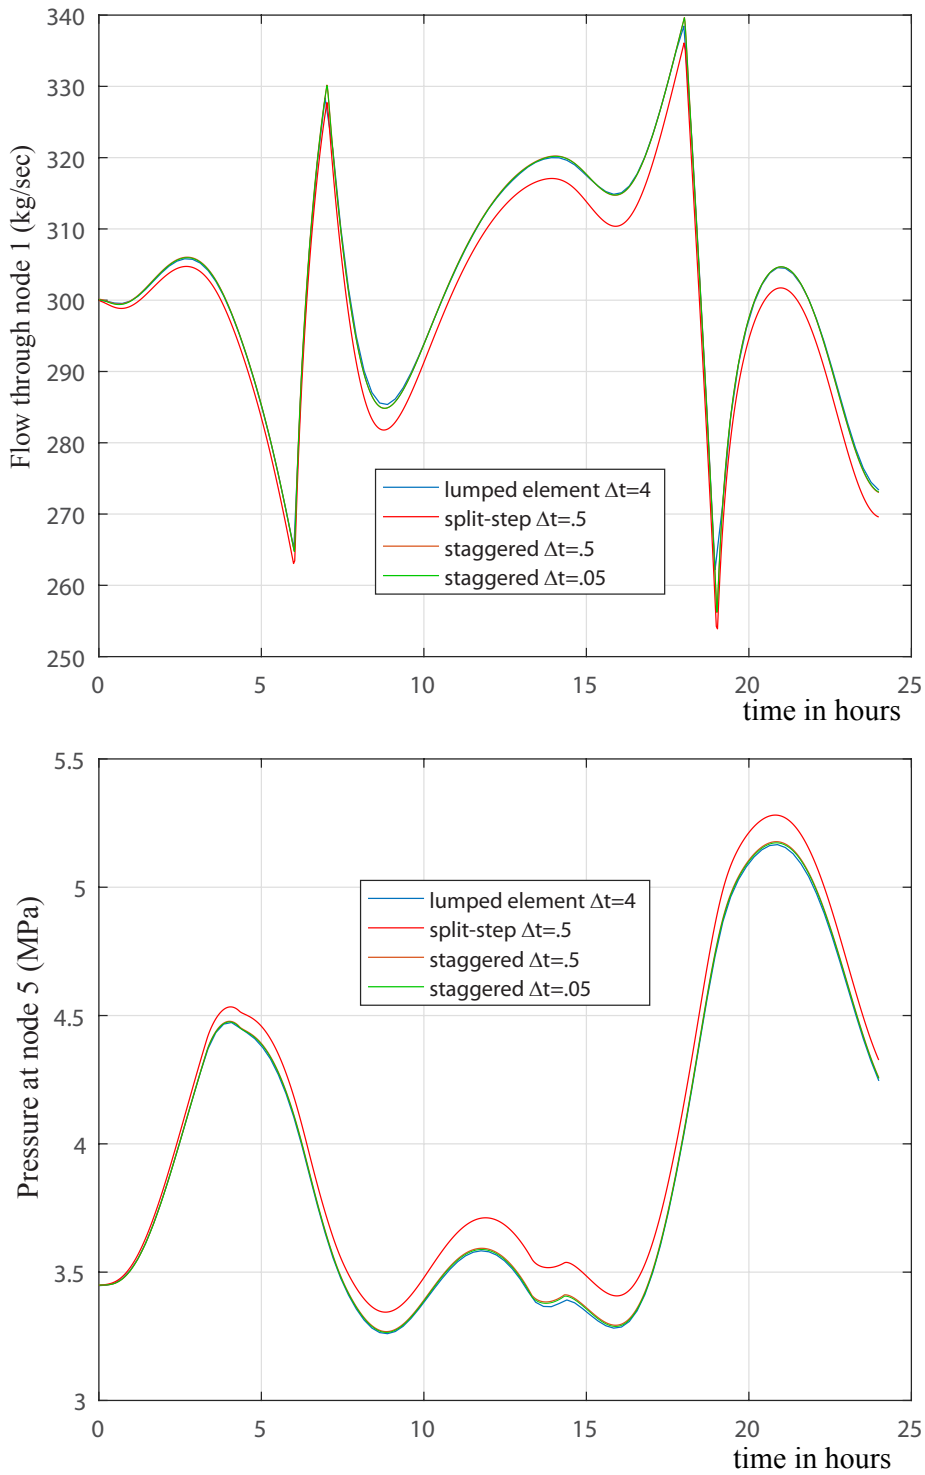 340
330
320
310
300
290
280
270
260
250
Flow through node 1 (kg/sec)
lumped element Δt=4
split-step Δt=.5
staggered Δt=.5
staggered Δt=.05
0 5 10 15 20 25
time in hours
5.5
5
4.5
4
3.5
3
Pressure at node 5 (MPa)
lumped element Δt=4
split-step Δt=.5
staggered Δt=.5
staggered Δt=.05
0 5 10 15 20 25
time in hours